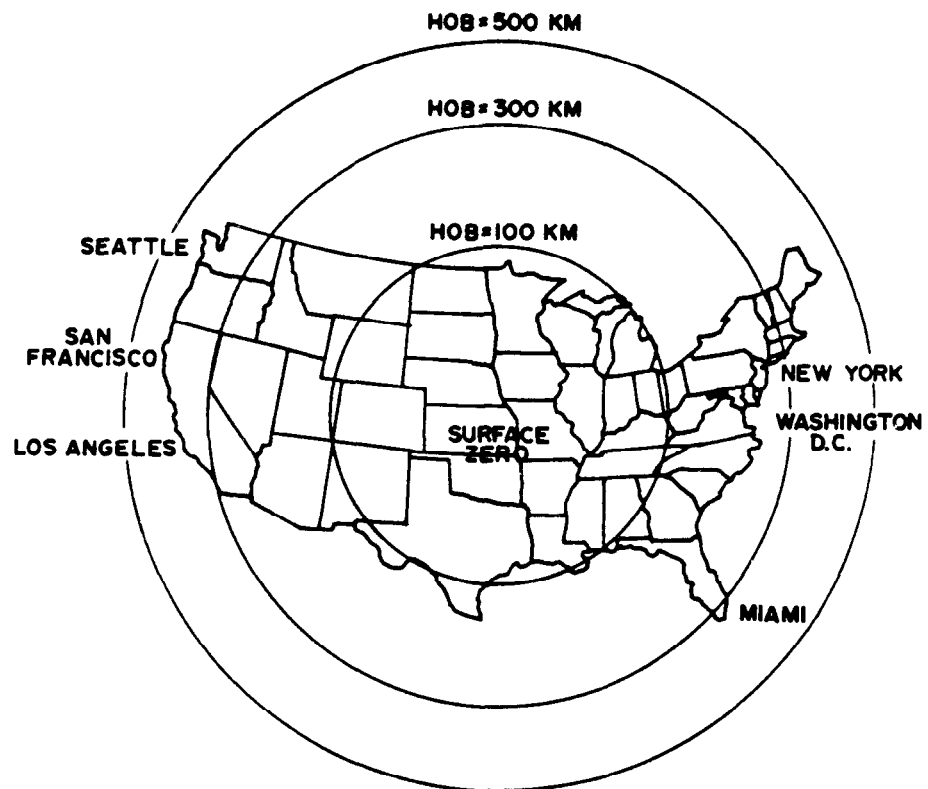 HOB=500 KM
HOB=300 KM
HOB=100 KM
SEATTLE
SAN
FRANCISCO
LOS ANGELES
SURFACE
ZERO
NEW YORK
WASHINGTON
D.C.
MIAMI